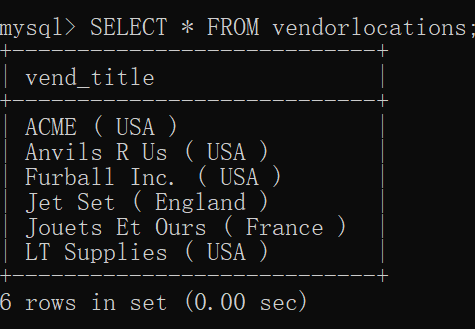 mysql> SELECT * FROM vendorlocations;
+-----------------------------+
| vend_title                  |
+-----------------------------+
| ACME ( USA )                |
| Anvils R Us ( USA )         |
| Furball Inc. ( USA )        |
| Jet Set ( England )         |
| Jouets Et Ours ( France )   |
| LT Supplies ( USA )         |
+-----------------------------+
6 rows in set (0.00 sec)